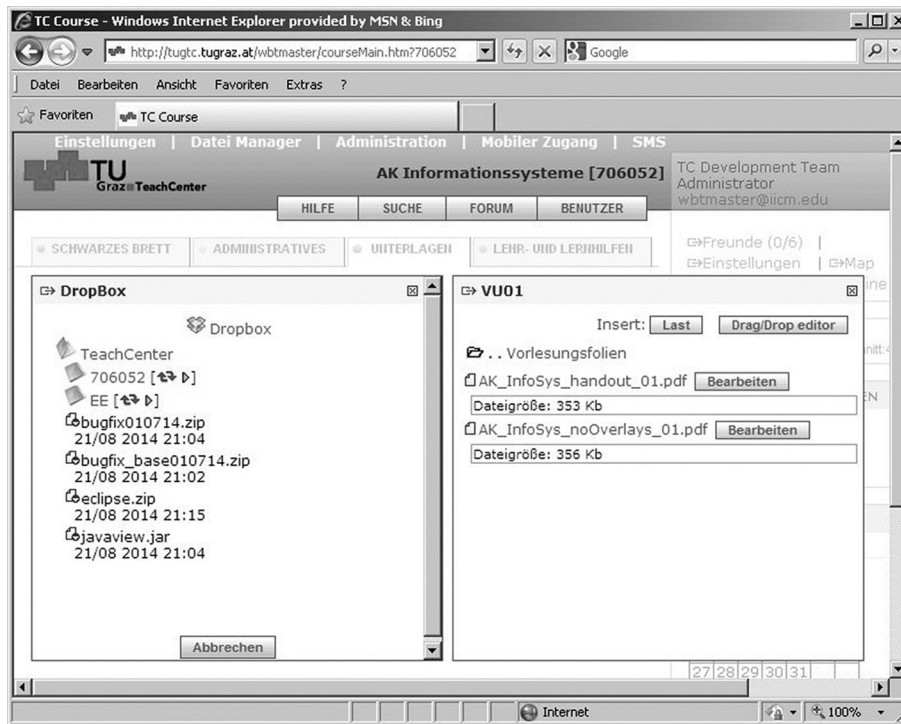 TC Course - Windows Internet Explorer provided by MSN & Bing
http://tugtc.tugraz.at/wbtmaster/courseMain.htm?706052
Google
Datei Bearbeiten Ansicht Favoriten Extras ?
Favoriten TC Course
Einstellungen | Datei Manager | Administration | Mobiler Zugang | SMS
TU
Graz TeachCenter
AK Informationssysteme [706052]
TC Development Team
Administrator
wbtmaster@iicm.edu
HILFE SUCHE FORUM BENUTZER
SCHWARZES BRETT ADMINISTRATIVES UNTERLAGEN LEHR- UND LERNHILFEN
Freunde (0/6) |
Einstellungen | Map
DropBox
Dropbox
TeachCenter
706052 [ ]
EE [ ]
bugfix010714.zip
21/08 2014 21:04
bugfix_base010714.zip
21/08 2014 21:02
eclipse.zip
21/08 2014 21:15
javaview.jar
21/08 2014 21:04
Abbrechen
VU01
Insert: Last Drag/Drop editor
. . Vorlesungsfolien
AK_InfoSys_handout_01.pdf Bearbeiten
Dateigröße: 353 Kb
AK_InfoSys_noOverlays_01.pdf Bearbeiten
Dateigröße: 356 Kb
27 28 29 30 31
Internet
100%